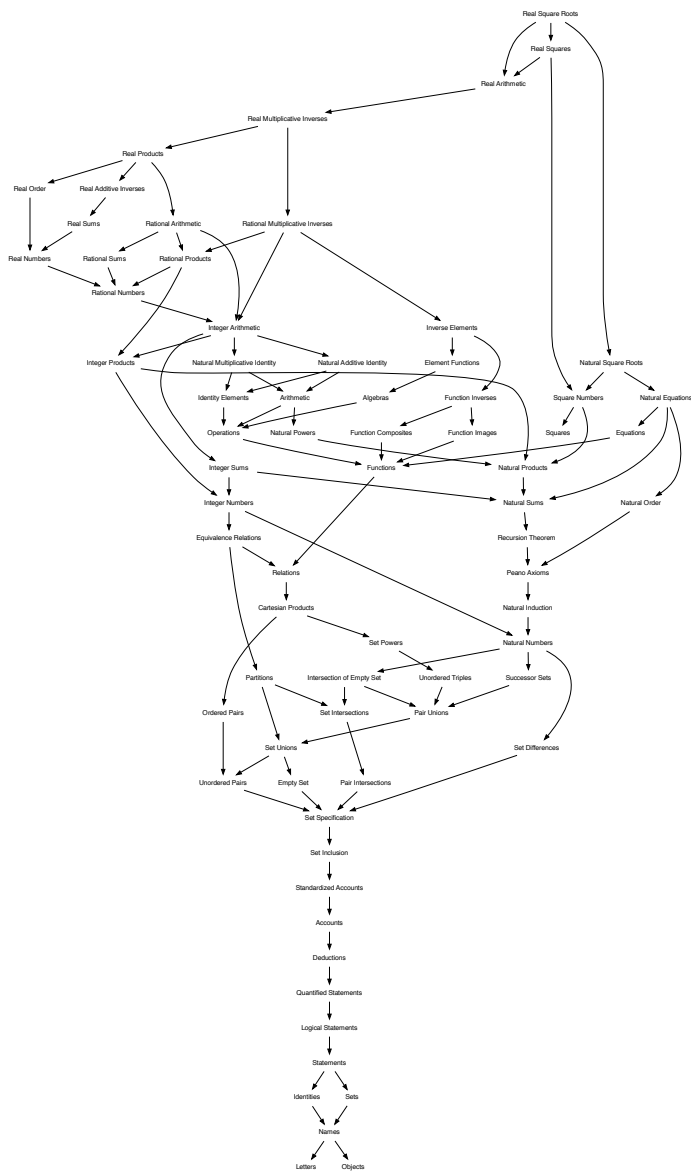 Real Square Roots
Real Squares
Real Arithmetic
Real Multiplicative Inverses
Real Products
Real Order
Real Additive Inverses
Real Sums
Rational Arithmetic
Rational Multiplicative Inverses
Real Numbers
Rational Sums
Rational Products
Rational Numbers
Integer Arithmetic
Inverse Elements
Integer Products
Natural Multiplicative Identity
Natural Additive Identity
Element Functions
Natural Square Roots
Identity Elements
Arithmetic
Algebras
Function Inverses
Square Numbers
Natural Equations
Operations
Natural Powers
Function Composites
Function Images
Squares
Equations
Integer Sums
Functions
Natural Products
Integer Numbers
Natural Sums
Natural Order
Equivalence Relations
Recursion Theorem
Relations
Peano Axioms
Cartesian Products
Natural Induction
Set Powers
Natural Numbers
Partitions
Intersection of Empty Set
Unordered Triples
Successor Sets
Ordered Pairs
Set Intersections
Pair Unions
Set Unions
Set Differences
Unordered Pairs
Empty Set
Pair Intersections
Set Specification
Set Inclusion
Standardized Accounts
Accounts
Deductions
Quantified Statements
Logical Statements
Statements
Identities
Sets
Names
Letters
Objects